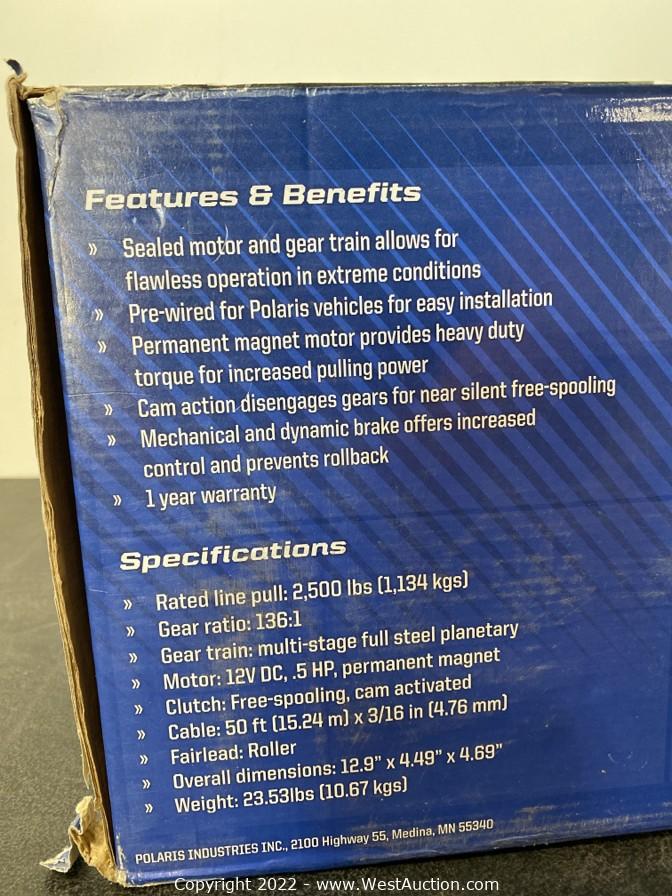 Features & Benefits
» Sealed motor and gear train allows for
flawless operation in extreme conditions
» Pre-wired for Polaris vehicles for easy installation
» Permanent magnet motor provides heavy duty
torque for increased pulling power
» Cam action disengages gears for near silent free-spooling
» Mechanical and dynamic brake offers increased
control and prevents rollback
» 1 year warranty
Specifications
» Rated line pull: 2,500 lbs (1,134 kgs)
» Gear ratio: 136:1
» Gear train: multi-stage full steel planetary
» Motor: 12V DC, .5 HP, permanent magnet
» Clutch: Free-spooling, cam activated
» Cable: 50 ft (15.24 m) x 3/16 in (4.76 mm)
» Fairlead: Roller
» Overall dimensions: 12.9” x 4.49” x 4.69”
» Weight: 23.53lbs (10.67 kgs)
POLARIS INDUSTRIES INC., 2100 Highway 55, Medina, MN 55340
Copyright 2022 - www.WestAuction.com